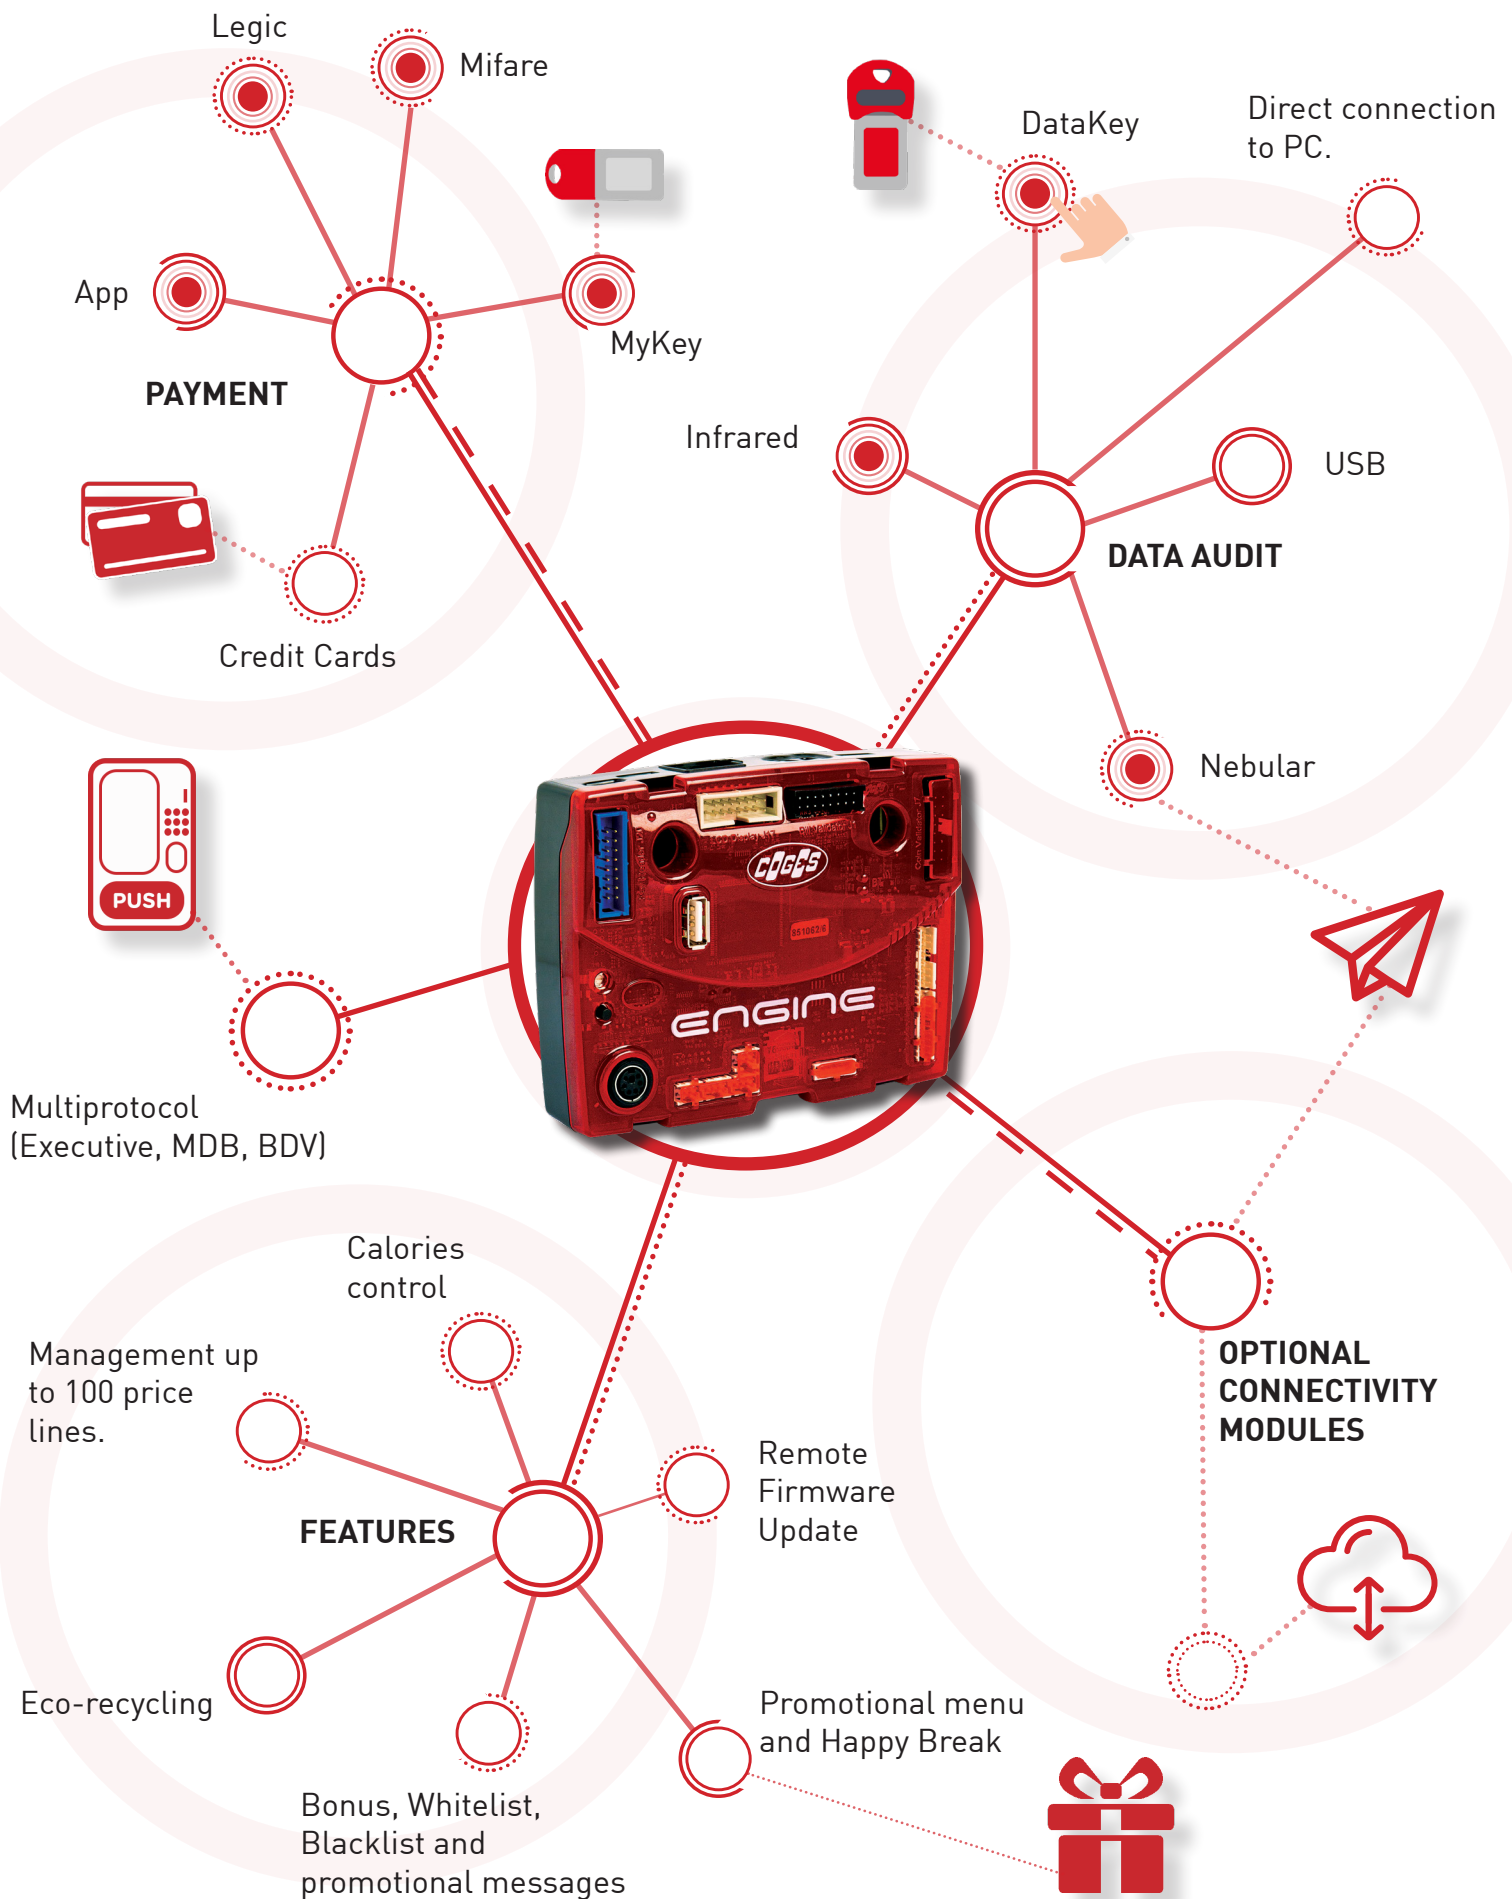 Legic
Mifare
DataKey
Direct connection
to PC.
App
MyKey
PAYMENT
Infrared
USB
DATA AUDIT
Credit Cards
Nebular
PUSH
COGES
851063/6
ENGINE
Multiprotocol
(Executive, MDB, BDV)
Calories
control
Management up
to 100 price
lines.
OPTIONAL
CONNECTIVITY
MODULES
Remote
Firmware
Update
FEATURES
Eco-recycling
Promotional menu
and Happy Break
Bonus, Whitelist,
Blacklist and
promotional messages